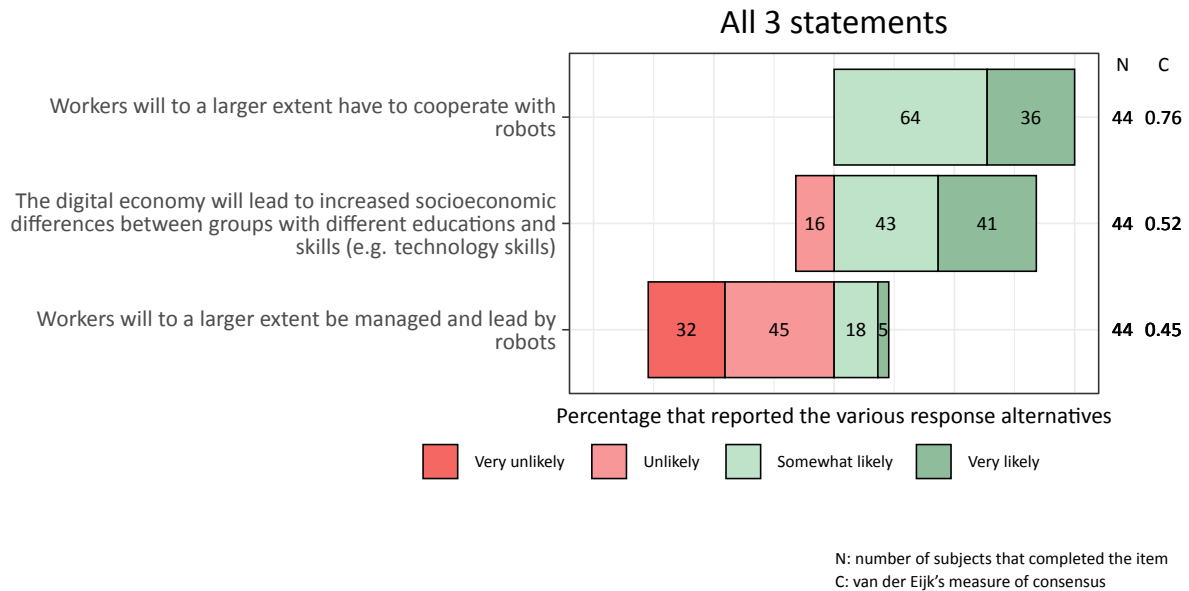 All 3 statements
N C
Workers will to a larger extent have to cooperate with
robots
64 36
44 0.76
The digital economy will lead to increased socioeconomic
differences between groups with different educations and
skills (e.g. technology skills)
16 43 41
44 0.52
Workers will to a larger extent be managed and lead by
robots
32 45 18 5
44 0.45
Percentage that reported the various response alternatives
Very unlikely Unlikely Somewhat likely Very likely
N: number of subjects that completed the item
C: van der Eijk’s measure of consensus